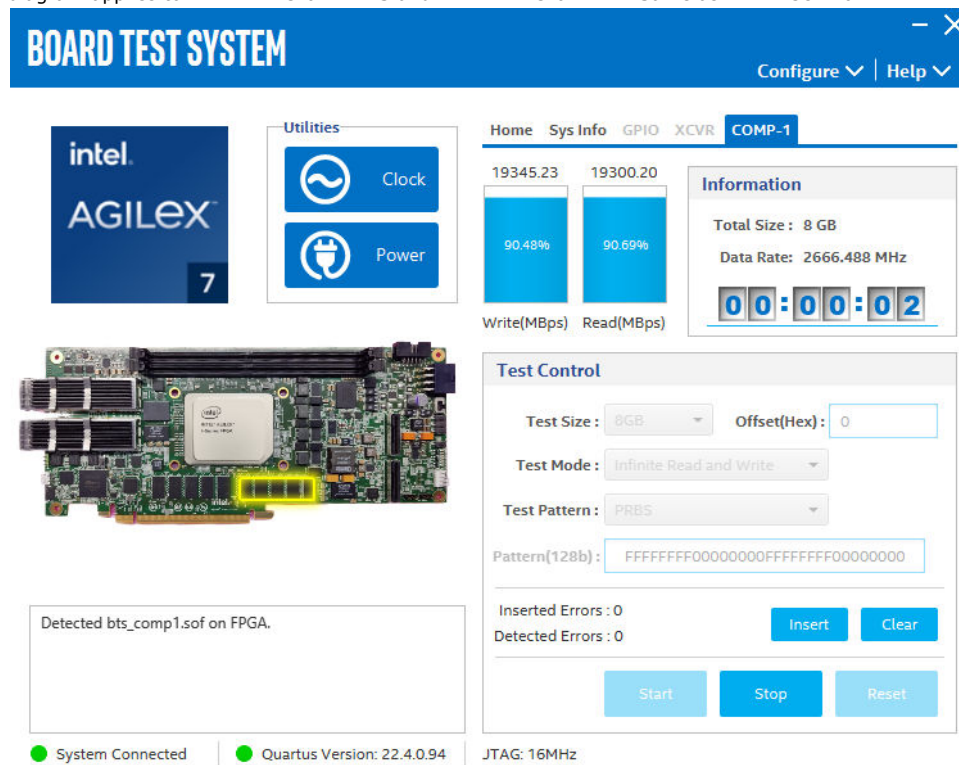 BOARD TEST SYSTEM
Configure | Help
intel.
AGILEX™
7
Utilities
Clock
Power
Home Sys Info GPIO XCVR COMP-1
19345.23 19300.20
90.48% 90.69%
Write(MBps) Read(MBps)
Information
Total Size : 8 GB
Data Rate: 2666.488 MHz
00:00:02
Test Control
Test Size : 8GB Offset(Hex) : 0
Test Mode : Infinite Read and Write
Test Pattern : PRBS
Pattern(128b) : FFFFFFFF00000000FFFFFFFF00000000
Inserted Errors : 0
Detected Errors : 0
Insert Clear
Start Stop Reset
Detected bts_comp1.sof on FPGA.
System Connected Quartus Version: 22.4.0.94 JTAG: 16MHz